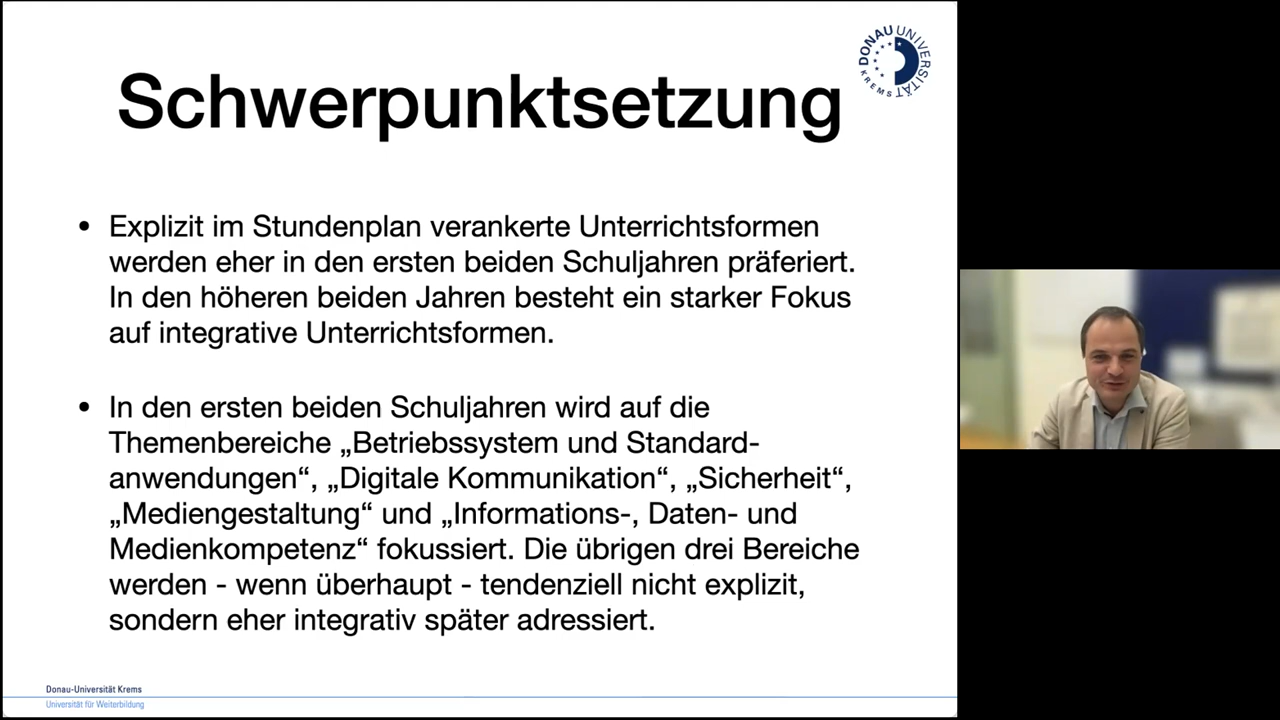 DONAU UNIVERSITÄT KREMS
Schwerpunktsetzung
• Explizit im Stundenplan verankerte Unterrichtsformen
werden eher in den ersten beiden Schuljahren präferiert.
In den höheren beiden Jahren besteht ein starker Fokus
auf integrative Unterrichtsformen.
• In den ersten beiden Schuljahren wird auf die
Themenbereiche „Betriebssystem und Standard-
anwendungen“, „Digitale Kommunikation“, „Sicherheit“,
„Mediengestaltung“ und „Informations-, Daten- und
Medienkompetenz“ fokussiert. Die übrigen drei Bereiche
werden - wenn überhaupt - tendenziell nicht explizit,
sondern eher integrativ später adressiert.
Donau-Universität Krems
Universität für Weiterbildung